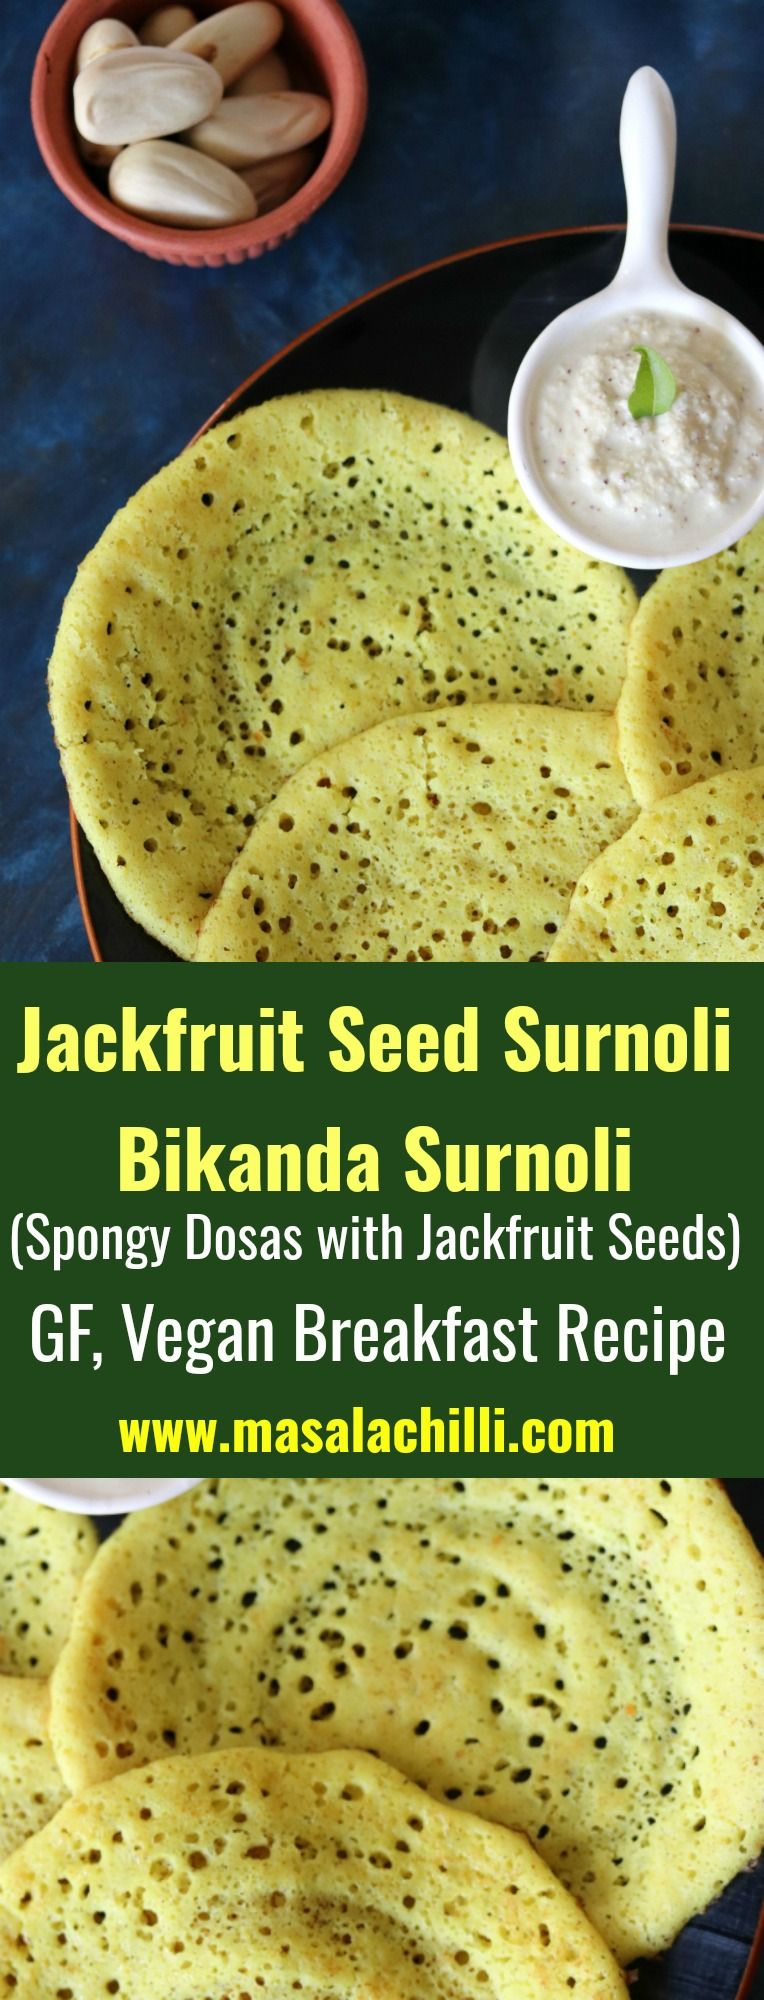 Jackfruit Seed Surnoli
Bikanda Surnoli
(Spongy Dosas with Jackfruit Seeds)
GF, Vegan Breakfast Recipe
www.masalachilli.com